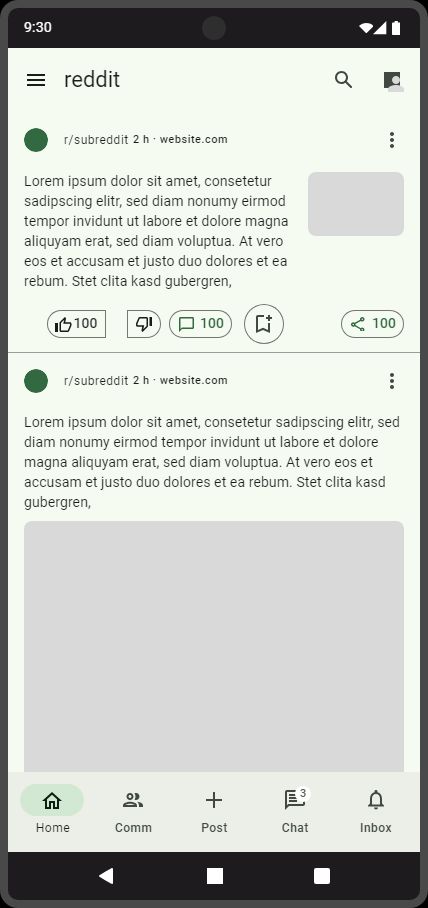 9:30
reddit
r/subreddit 2 h · website.com
Lorem ipsum dolor sit amet, consetetur
sadipscing elitr, sed diam nonumy eirmod
tempor invidunt ut labore et dolore magna
aliquyam erat, sed diam voluptua. At vero
eos et accusam et justo duo dolores et ea
rebum. Stet clita kasd gubergren,
100 100 100
r/subreddit 2 h · website.com
Lorem ipsum dolor sit amet, consetetur sadipscing elitr, sed
diam nonumy eirmod tempor invidunt ut labore et dolore
magna aliquyam erat, sed diam voluptua. At vero eos et
accusam et justo duo dolores et ea rebum. Stet clita kasd
gubergren,
3
Home Comm Post Chat Inbox